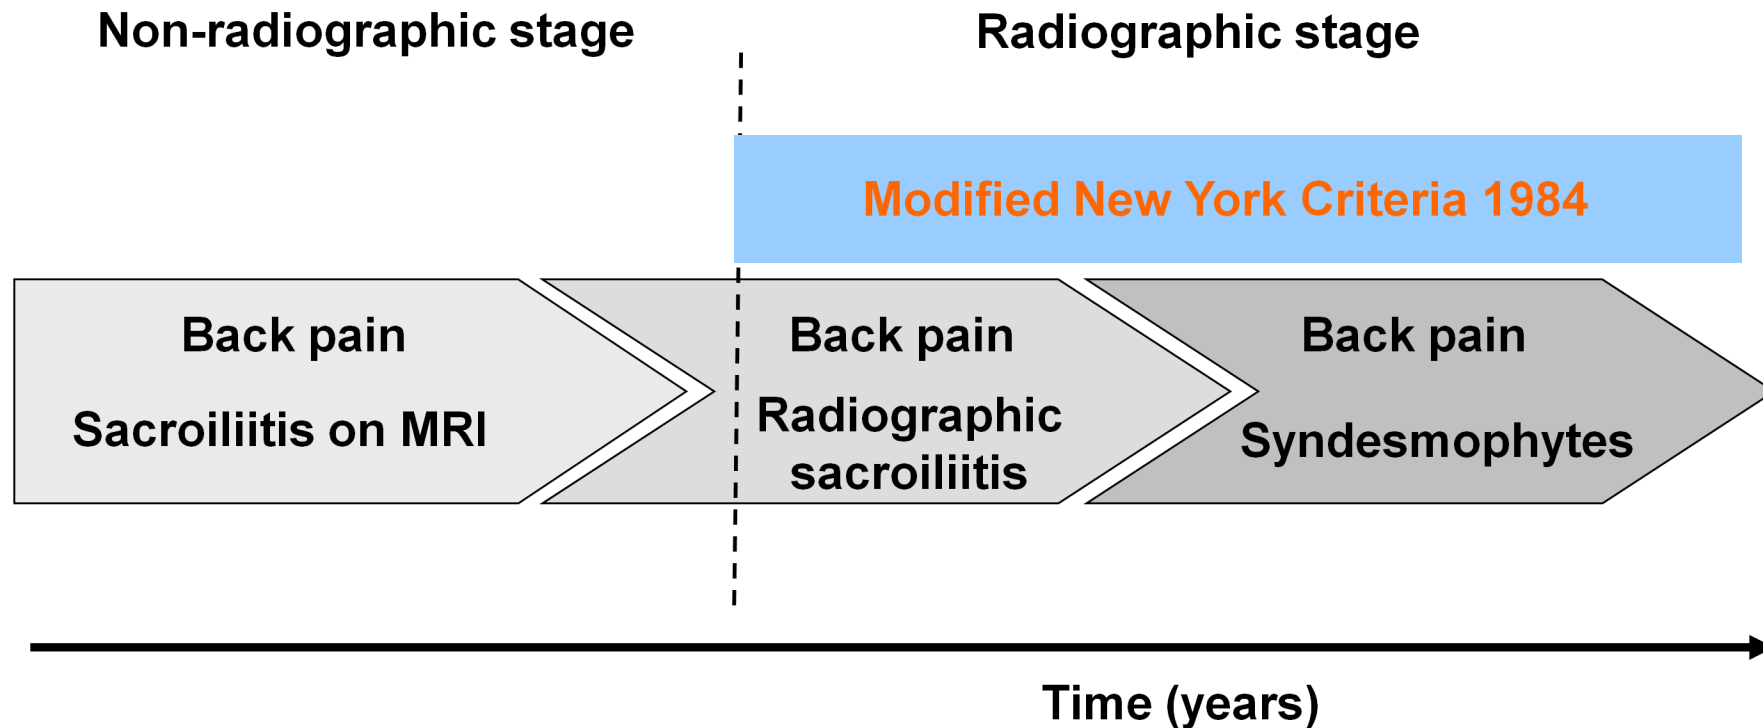 Non-radiographic stage
Radiographic stage
Modified New York Criteria 1984
Back pain
Sacroiliitis on MRI
Back pain
Radiographic
sacroiliitis
Back pain
Syndesmophytes
Time (years)